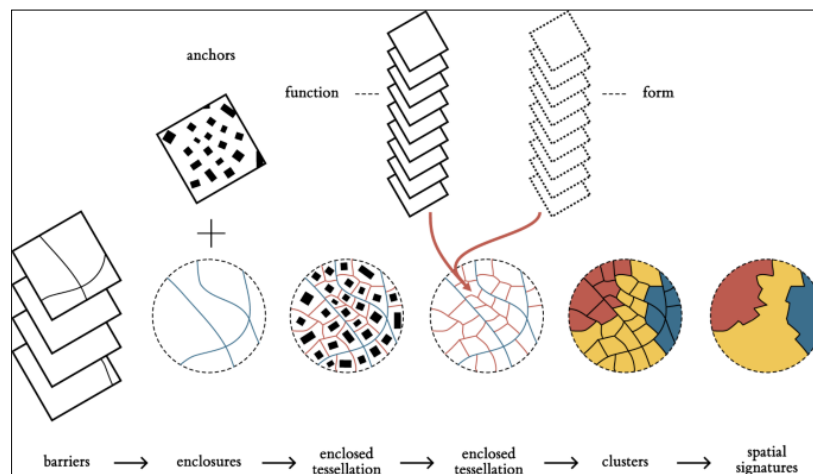 anchors
function
form
barriers
enclosures
enclosed
tessellation
enclosed
tessellation
clusters
spatial
signatures